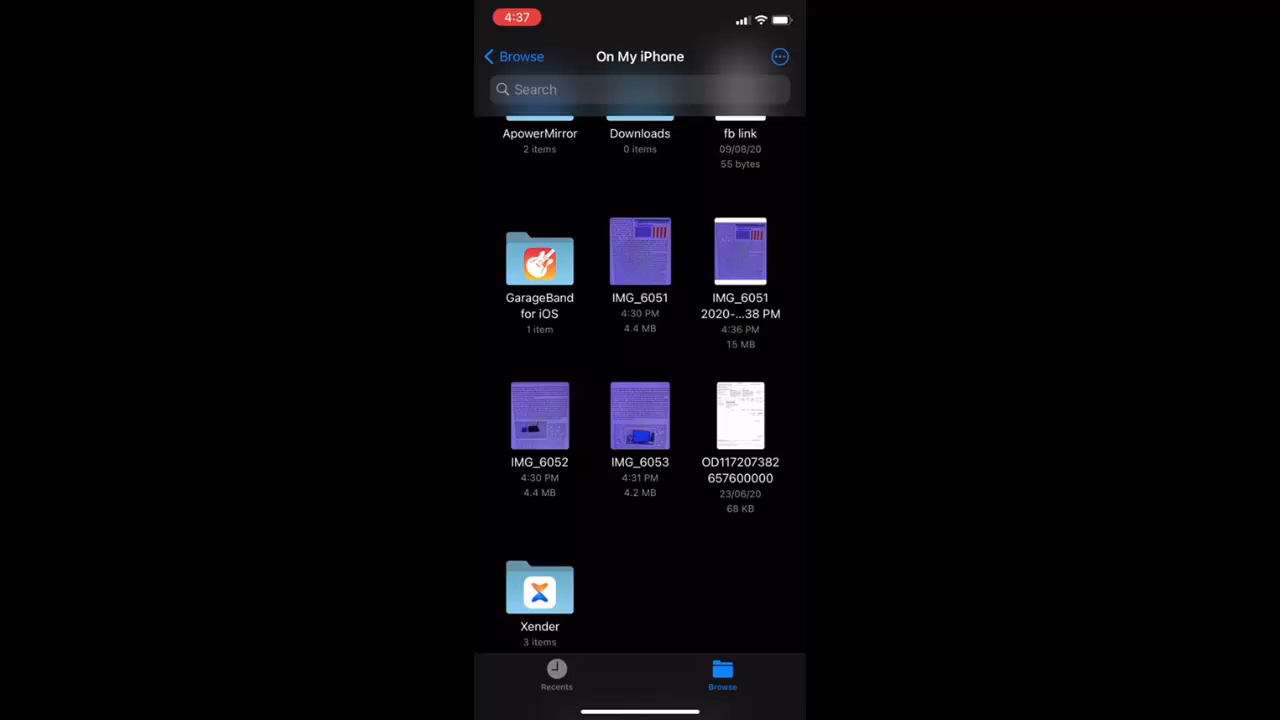 4:37
Browse
On My iPhone
Search
ApowerMirror
2 items
Downloads
0 items
fb link
09/06/20
55 bytes
GarageBand
for iOS
1 item
IMG_6051
4:30 PM
4.4 MB
IMG_6051
2020-...38 PM
4:36 PM
15 MB
IMG_6052
4:30 PM
4.4 MB
IMG_6053
4:31 PM
4.2 MB
OD117207382
657600000
23/06/20
68 KB
Xender
3 items
Recents
Browse